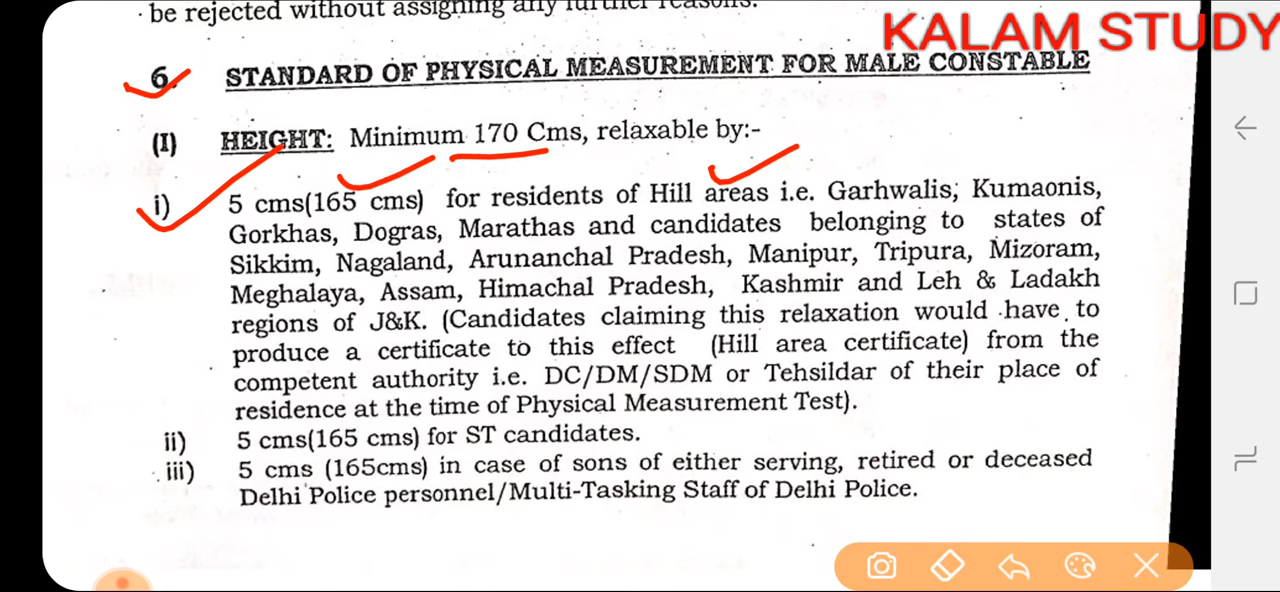 · be rejected without assigning any further reasons.
KALAM STUDY
6. STANDARD OF PHYSICAL MEASUREMENT FOR MALE CONSTABLE
(I) HEIGHT: Minimum 170 Cms, relaxable by:-
i) 5 cms(165 cms) for residents of Hill areas i.e. Garhwalis, Kumaonis,
Gorkhas, Dogras, Marathas and candidates belonging to states of
Sikkim, Nagaland, Arunanchal Pradesh, Manipur, Tripura, Mizoram,
Meghalaya, Assam, Himachal Pradesh, Kashmir and Leh & Ladakh
regions of J&K. (Candidates claiming this relaxation would have to
produce a certificate to this effect (Hill area certificate) from the
competent authority i.e. DC/DM/SDM or Tehsildar of their place of
residence at the time of Physical Measurement Test).
ii) 5 cms(165 cms) for ST candidates.
iii) 5 cms (165cms) in case of sons of either serving, retired or deceased
Delhi Police personnel/Multi-Tasking Staff of Delhi Police.